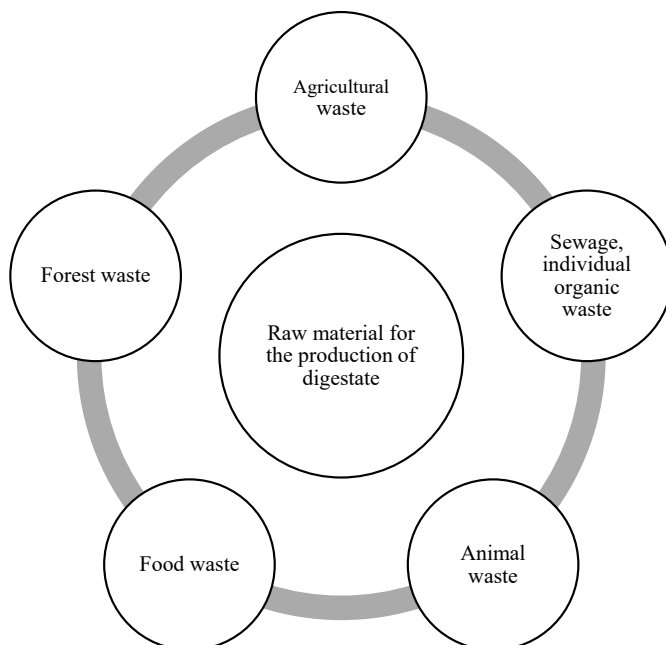 Agricultural
waste
Sewage,
individual
organic
waste
Forest waste
Raw material for
the production of
digestate
Food waste
Animal
waste